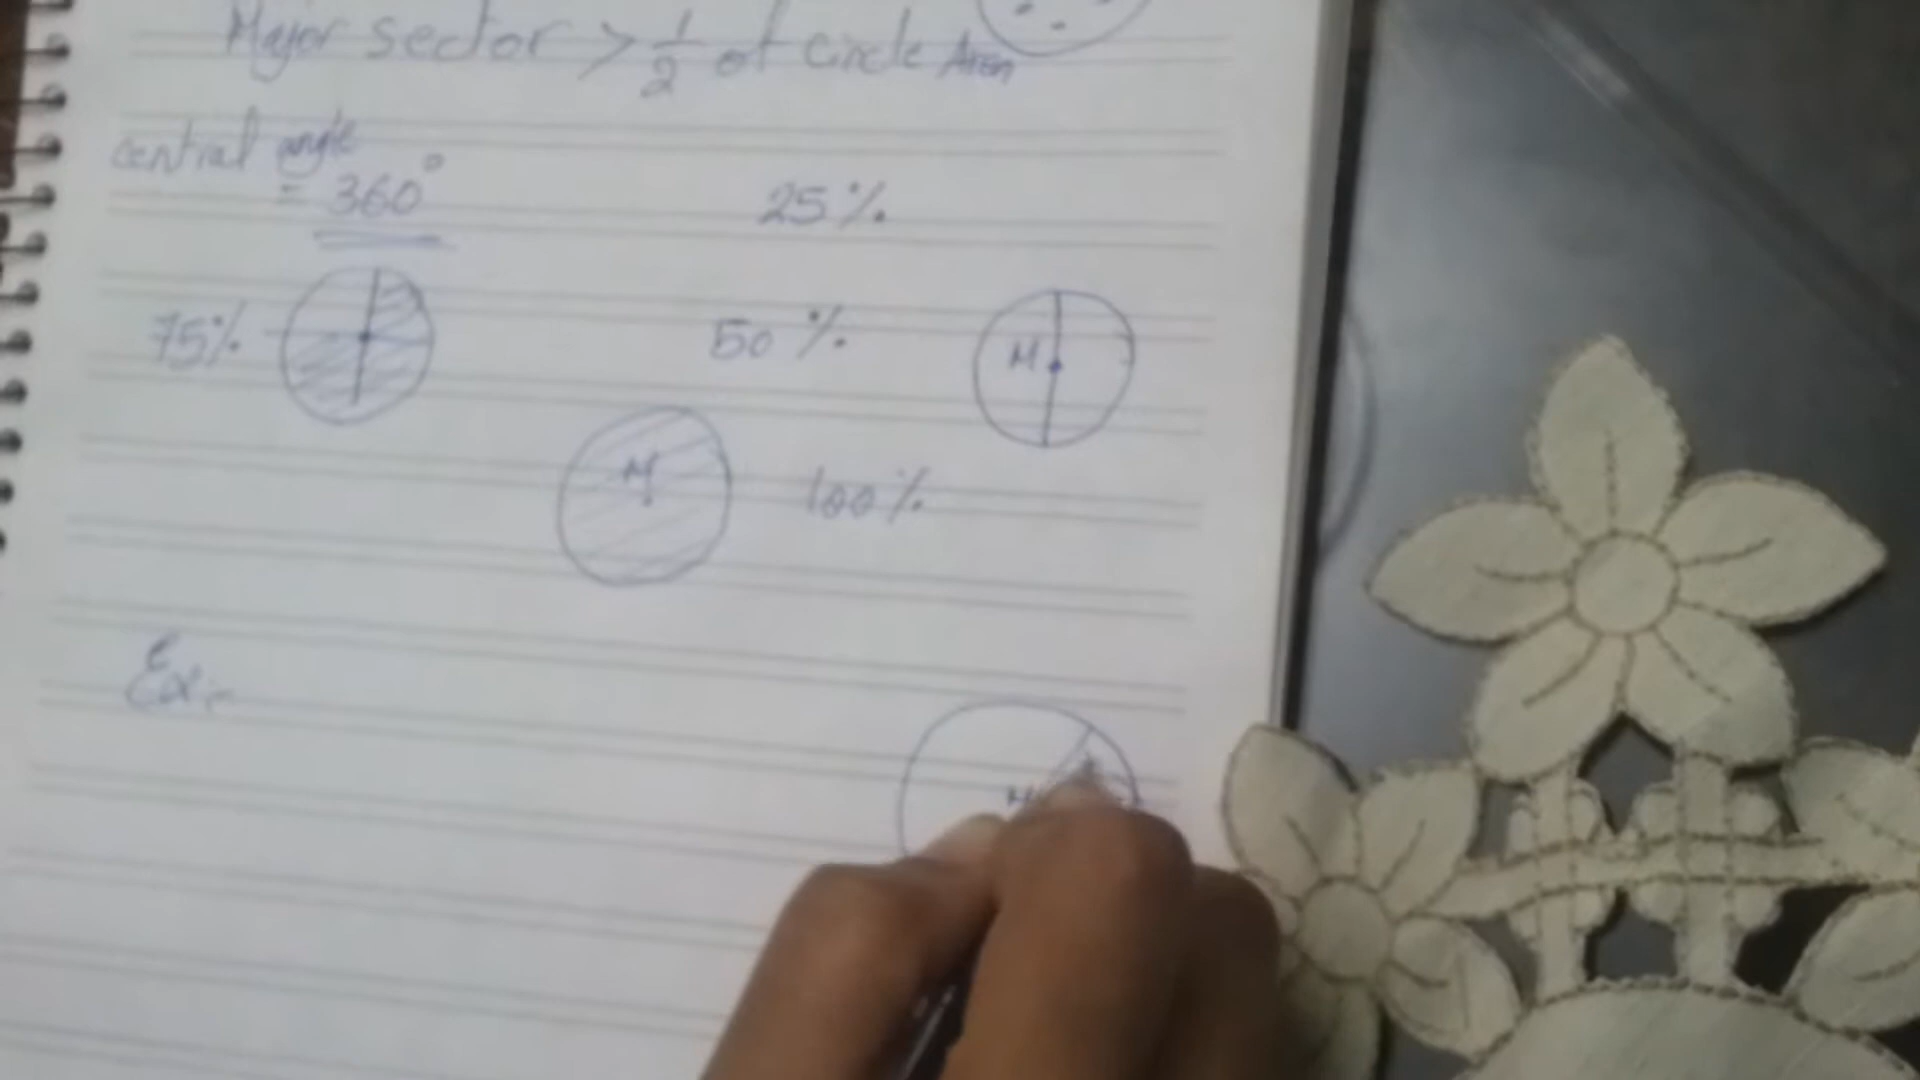 Major sector > 1/2 of circle Area
central angle
= 360°
25 %
75%
50 %
M
M
100%
Ex:-
M